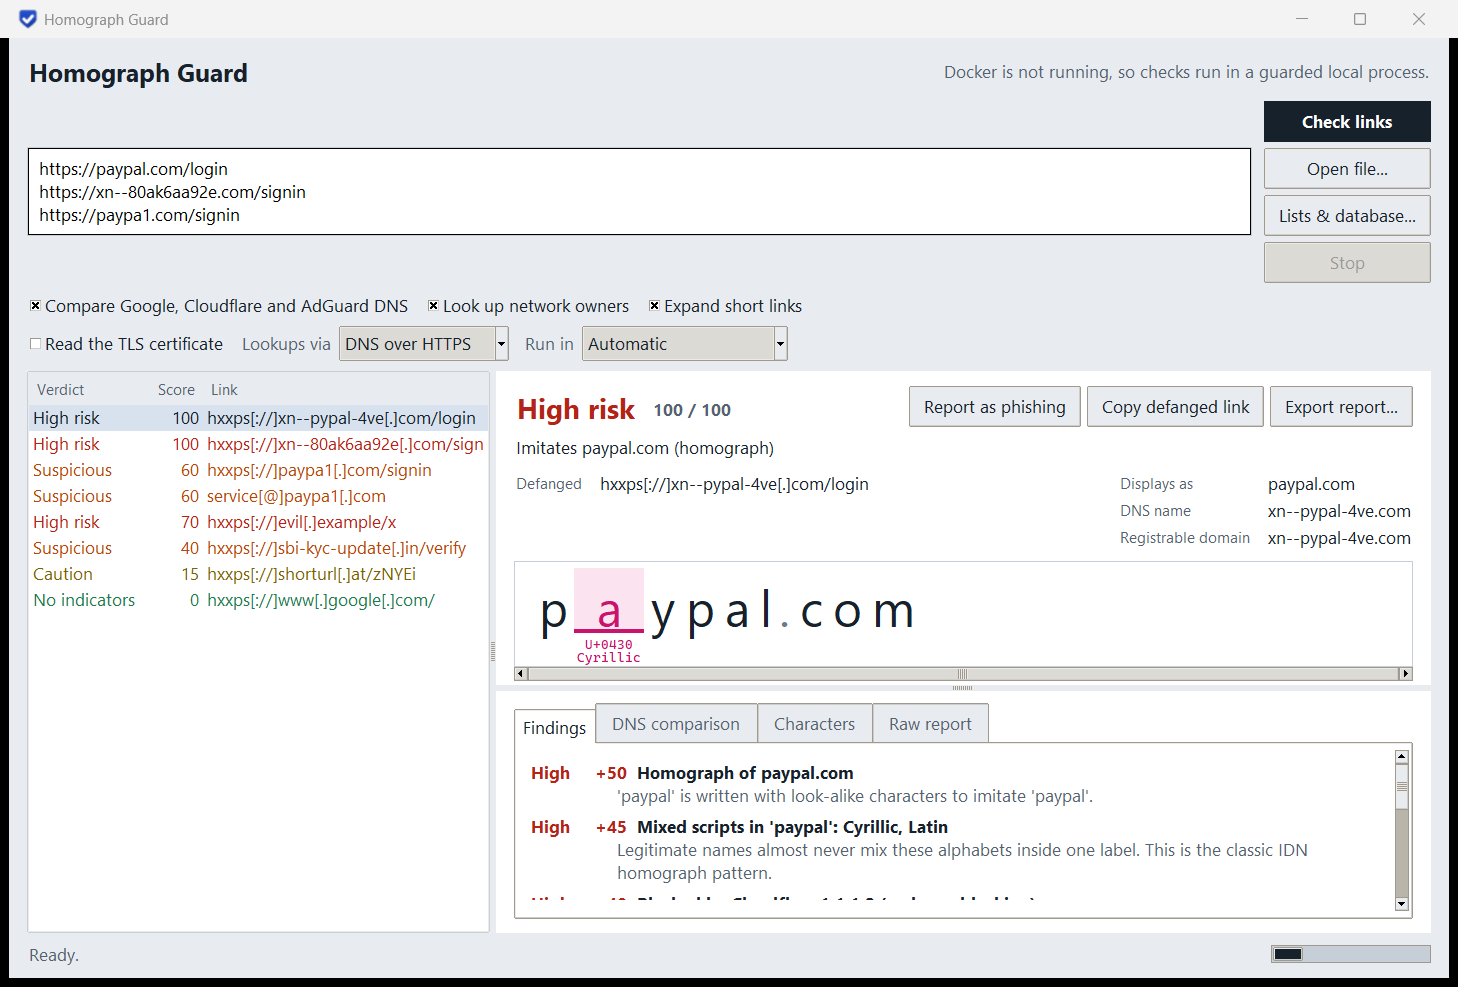 Homograph Guard
Homograph Guard
Docker is not running, so checks run in a guarded local process.
Check links
https://paypal.com/login
https://xn--80ak6aa92e.com/signin
https://paypa1.com/signin
Open file...
Lists & database...
Stop
Compare Google, Cloudflare and AdGuard DNS
Look up network owners
Expand short links
Read the TLS certificate
Lookups via
DNS over HTTPS
Run in
Automatic
Verdict Score Link
High risk 100 hxxps[://]xn--pypal-4ve[.]com/login
High risk 100 hxxps[://]xn--80ak6aa92e[.]com/sign
Suspicious 60 hxxps[://]paypa1[.]com/signin
Suspicious 60 service[@]paypa1[.]com
High risk 70 hxxps[://]evil[.]example/x
Suspicious 40 hxxps[://]sbi-kyc-update[.]in/verify
Caution 15 hxxps[://]shorturl[.]at/zNYEi
No indicators 0 hxxps[://]www[.]google[.]com/
High risk 100 / 100
Report as phishing
Copy defanged link
Export report...
Imitates paypal.com (homograph)
Defanged hxxps[://]xn--pypal-4ve[.]com/login
Displays as paypal.com
DNS name xn--pypal-4ve.com
Registrable domain xn--pypal-4ve.com
pаypal.com
U+0430
Cyrillic
Findings
DNS comparison
Characters
Raw report
High +50 Homograph of paypal.com
'pаypal' is written with look-alike characters to imitate 'paypal'.
High +45 Mixed scripts in 'pаypal': Cyrillic, Latin
Legitimate names almost never mix these alphabets inside one label. This is the classic IDN
homograph pattern.
Ready.